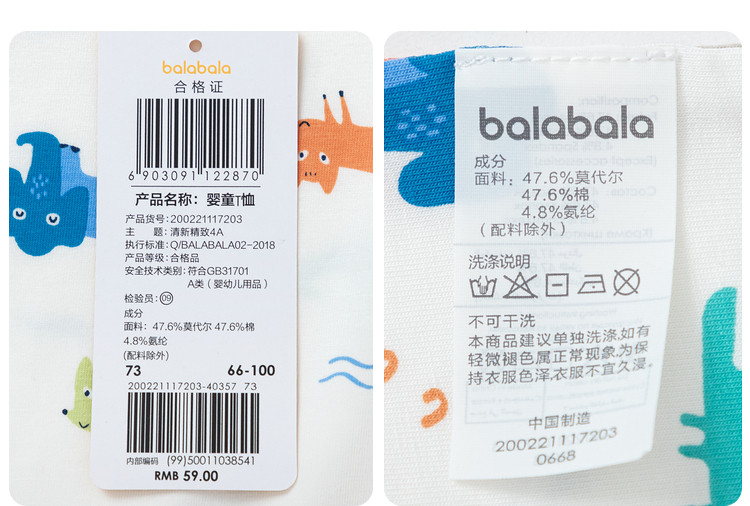 balabala
合格证
6 903091 122870
产品名称：婴童T恤
产品货号：200221117203
主　题：清新精致4A
执行标准：Q/BALABALA02-2018
产品等级：合格品
安全技术类别：符合GB31701
A类（婴幼儿用品）
检验员：09
成分
面料：47.6%莫代尔 47.6%棉
4.8%氨纶
(配料除外)
73 66-100
200221117203-40357 73
内部编码 (99)50011038541
RMB 59.00
balabala
成分
面料：47.6%莫代尔
47.6%棉
4.8%氨纶
（配料除外）
洗涤说明
不可干洗
本商品建议单独洗涤,如有
轻微褪色属正常现象,为保
持衣服色泽,衣服不宜久浸。
中国制造
200221117203
0668